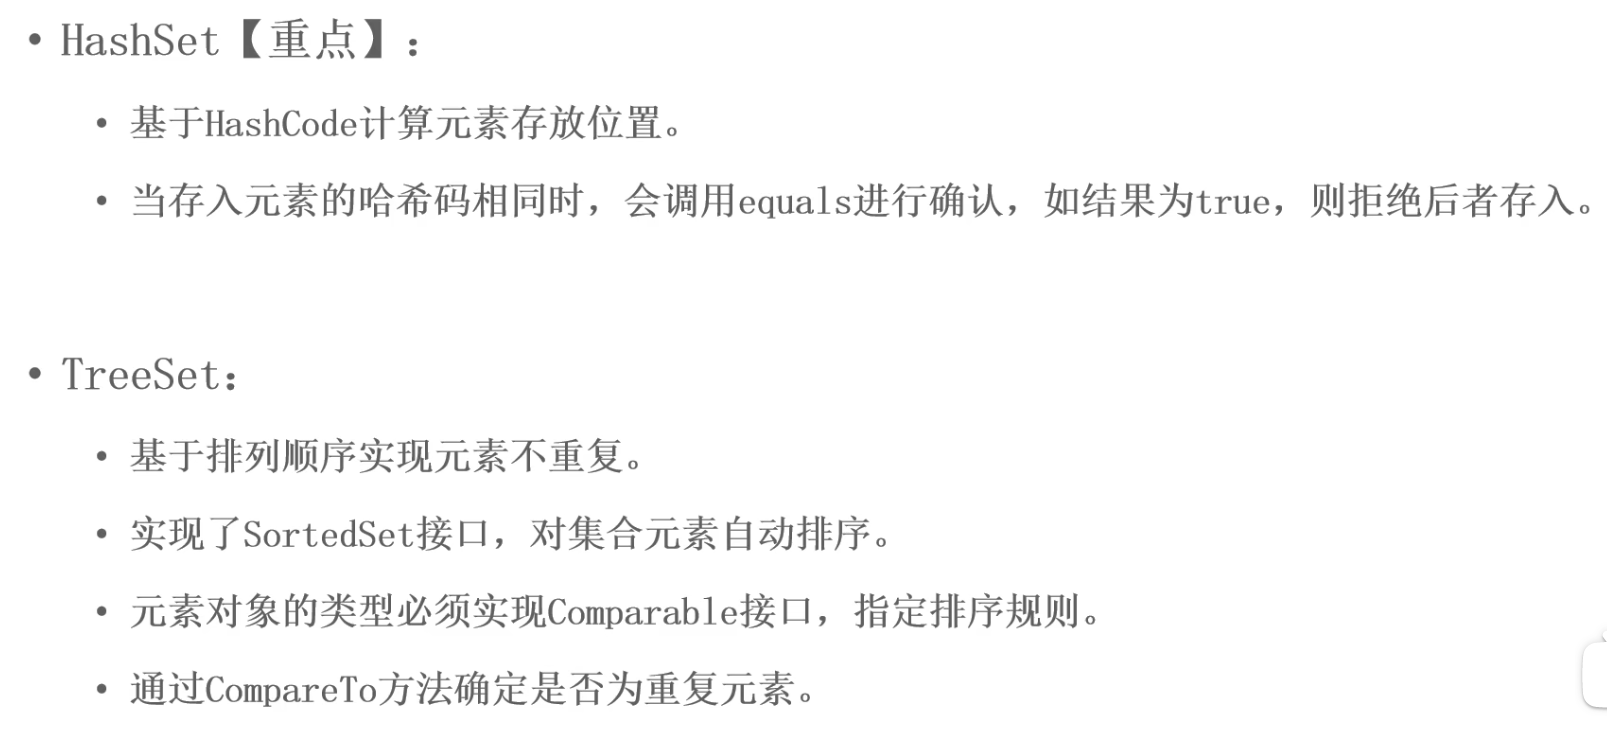 • HashSet【重点】：
• 基于HashCode计算元素存放位置。
• 当存入元素的哈希码相同时，会调用equals进行确认，如结果为true，则拒绝后者存入。
• TreeSet：
• 基于排列顺序实现元素不重复。
• 实现了SortedSet接口，对集合元素自动排序。
• 元素对象的类型必须实现Comparable接口，指定排序规则。
• 通过CompareTo方法确定是否为重复元素。